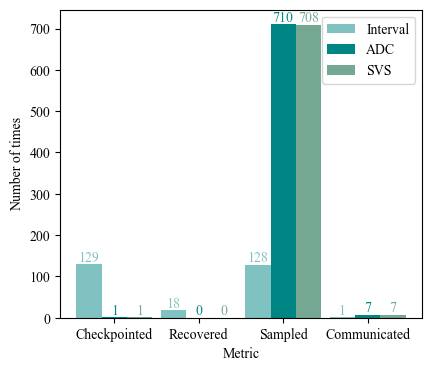 Interval
ADC
SVS
Number of times
700
600
500
400
300
200
100
0
129
1
1
18
0
0
128
710
708
1
7
7
Checkpointed
Recovered
Sampled
Communicated
Metric